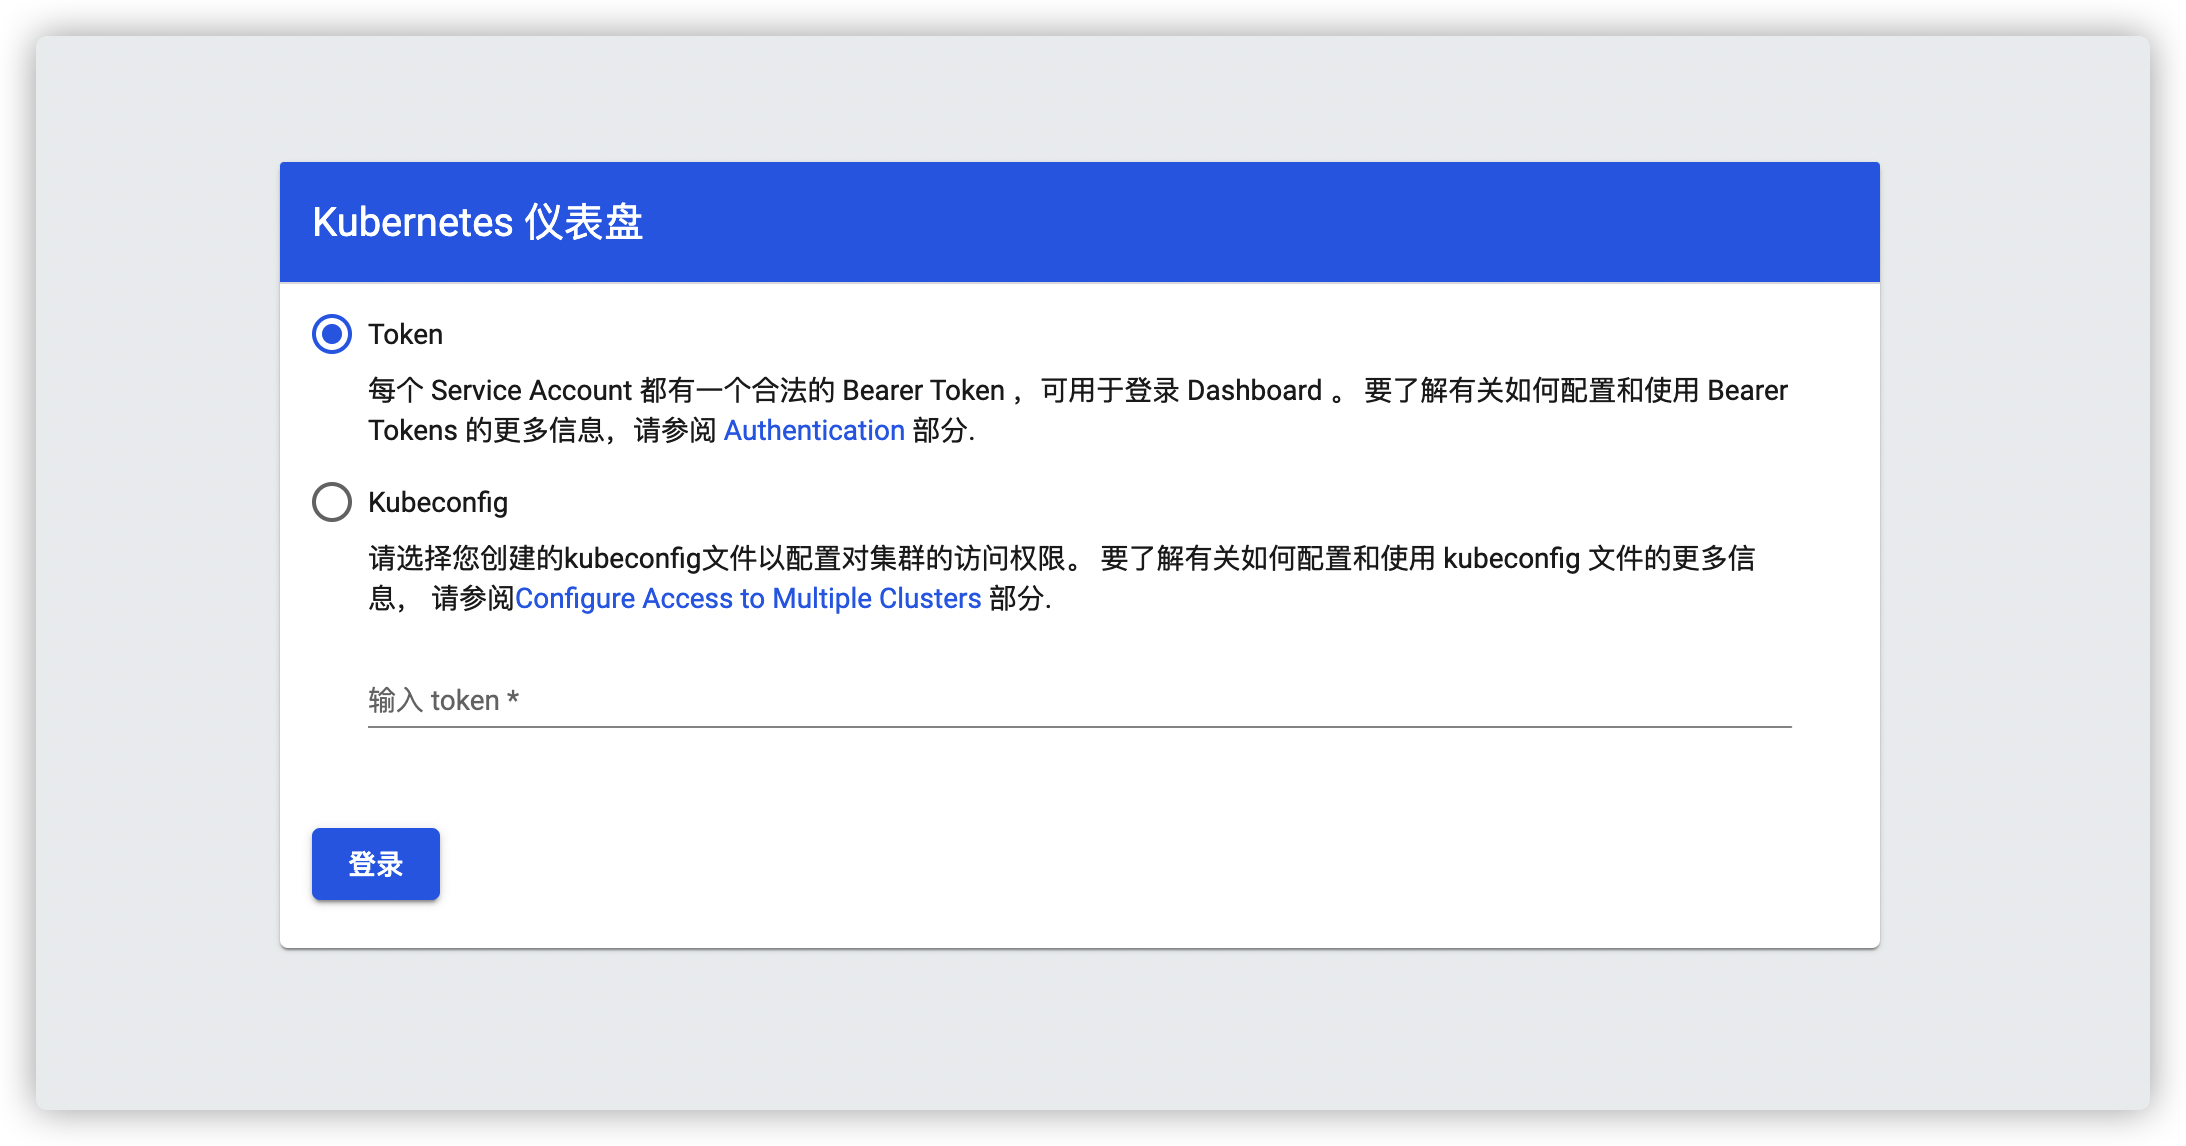 Kubernetes 仪表盘
Token
每个 Service Account 都有一个合法的 Bearer Token ，可用于登录 Dashboard 。 要了解有关如何配置和使用 Bearer
Tokens 的更多信息，请参阅 Authentication 部分.
Kubeconfig
请选择您创建的kubeconfig文件以配置对集群的访问权限。 要了解有关如何配置和使用 kubeconfig 文件的更多信
息， 请参阅Configure Access to Multiple Clusters 部分.
输入 token *
登录